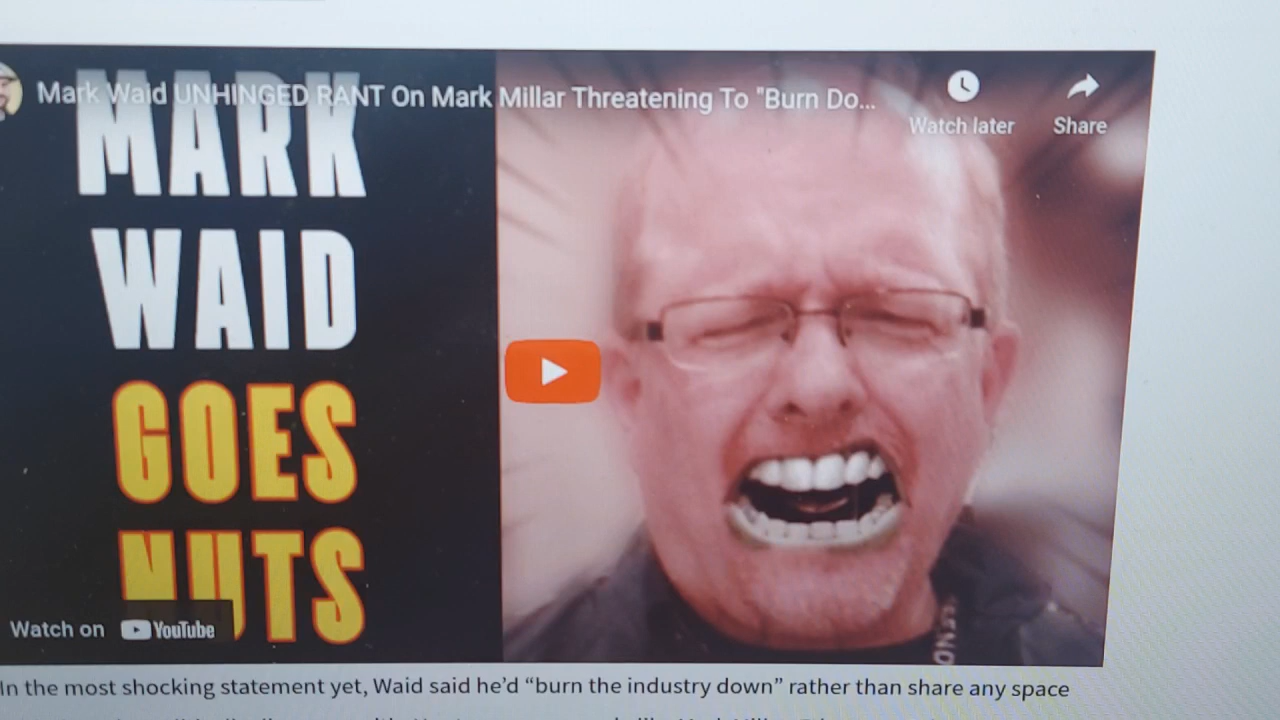 Mark Waid UNHINGED RANT On Mark Millar Threatening To "Burn Do...
Watch later
Share
MARK
WAID
GOES
NUTS
Watch on YouTube
END
In the most shocking statement yet, Waid said he'd “burn the industry down” rather than share any space